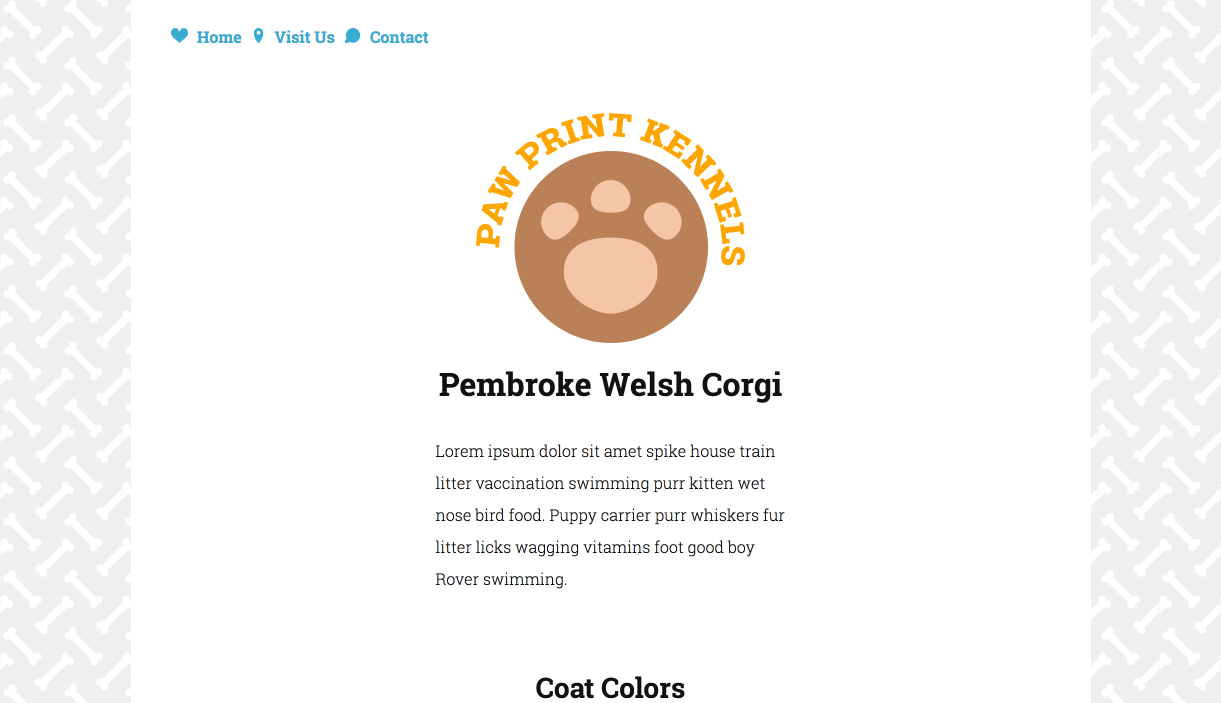 Home Visit Us Contact
PAW PRINT KENNELS
Pembroke Welsh Corgi
Lorem ipsum dolor sit amet spike house train
litter vaccination swimming purr kitten wet
nose bird food. Puppy carrier purr whiskers fur
litter licks wagging vitamins foot good boy
Rover swimming.
Coat Colors